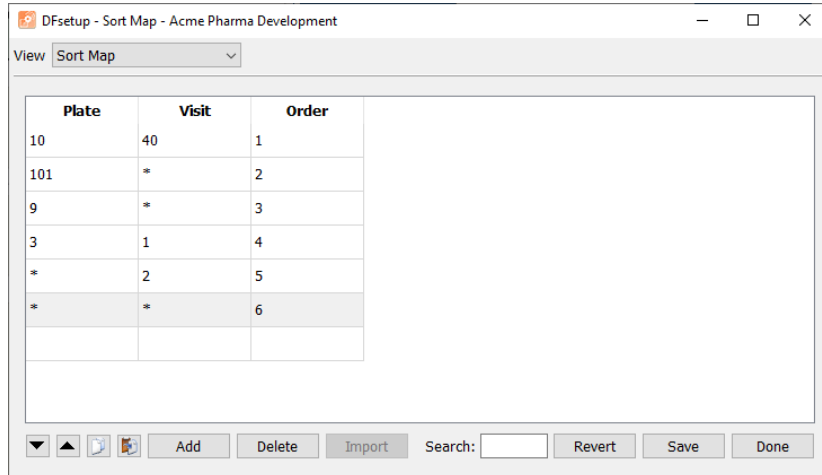 DFsetup - Sort Map - Acme Pharma Development
View Sort Map
Plate Visit Order
10 40 1
101 * 2
9 * 3
3 1 4
* 2 5
* * 6
Add Delete Import Search: Revert Save Done